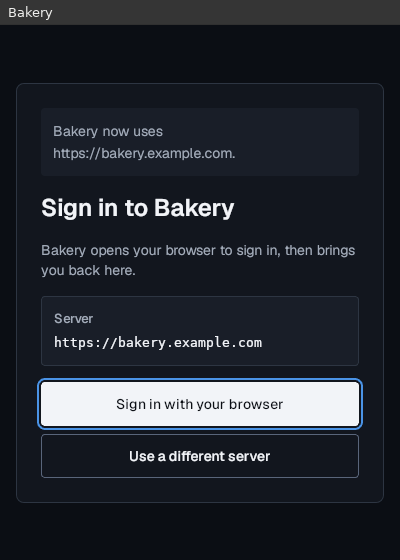 Bakery
Bakery now uses
https://bakery.example.com.
Sign in to Bakery
Bakery opens your browser to sign in, then brings
you back here.
Server
https://bakery.example.com
Sign in with your browser
Use a different server